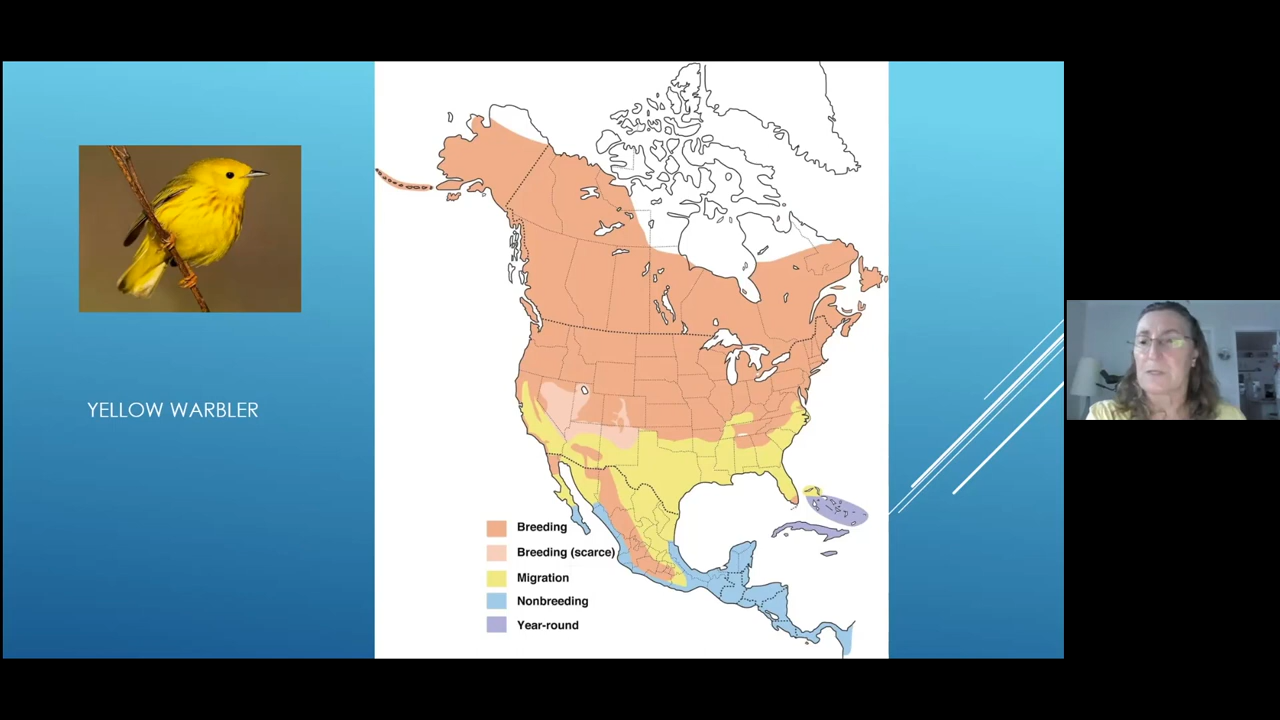 YELLOW WARBLER
Breeding
Breeding (scarce)
Migration
Nonbreeding
Year-round